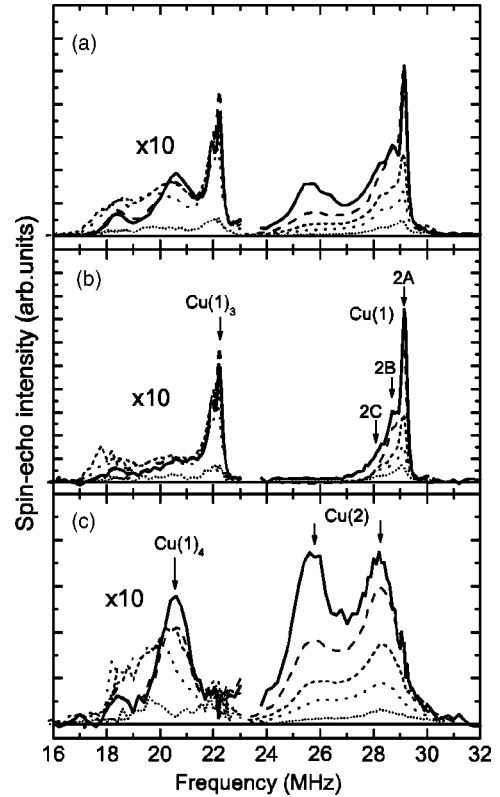 (a)
x10
(b)
2A
Cu(1)₃
Cu(1)
2B
2C
x10
(c)
Cu(2)
Cu(1)₄
x10
16 18 20 22 24 26 28 30 32
Frequency (MHz)
Spin-echo intensity (arb.units)